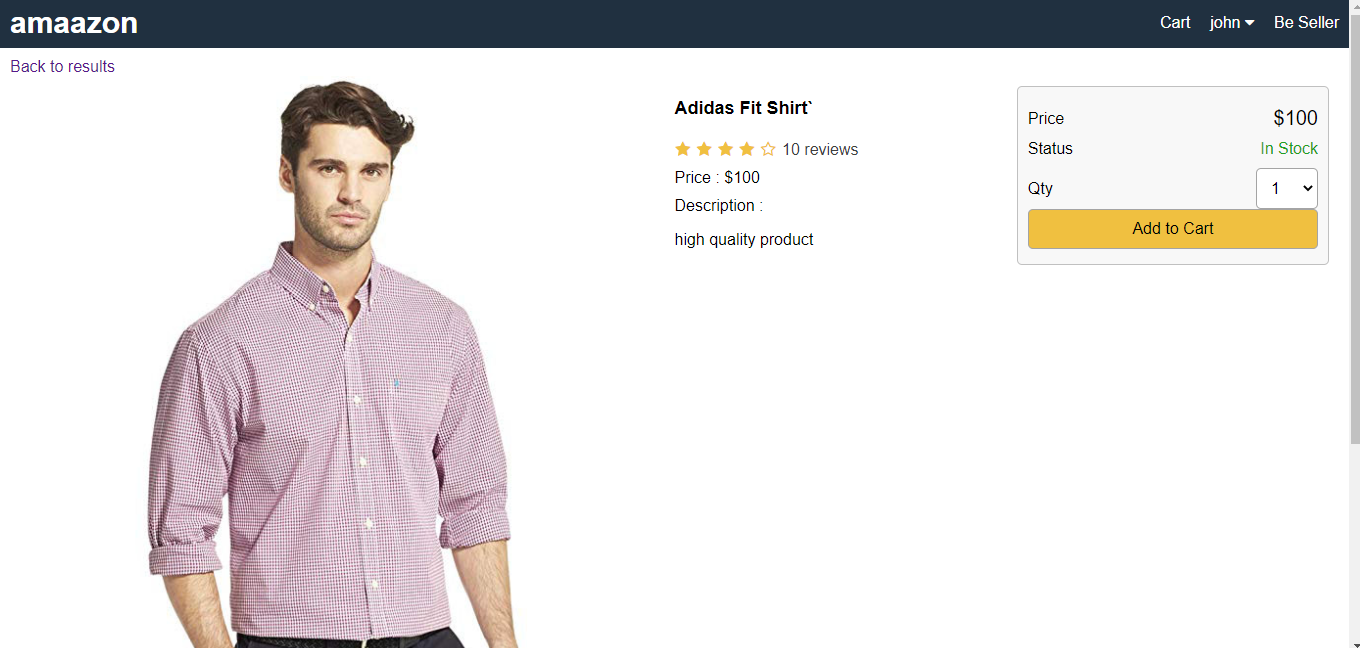 amaazon
Cart john Be Seller
Back to results
Adidas Fit Shirt`
10 reviews
Price : $100
Description :
high quality product
Price $100
Status In Stock
Qty 1
Add to Cart